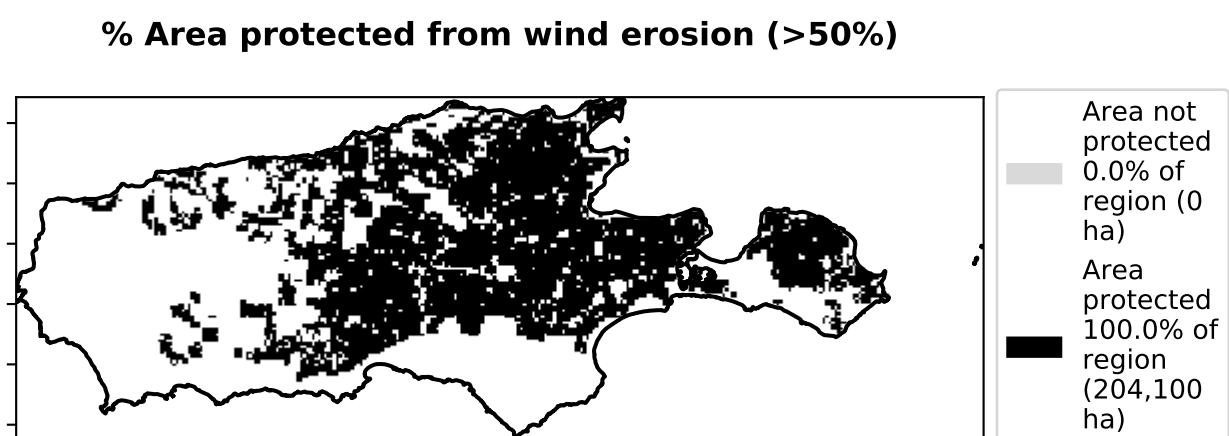 % Area protected from wind erosion (>50%)
Area not
protected
0.0% of
region (0
ha)
Area
protected
100.0% of
region
(204,100
ha)